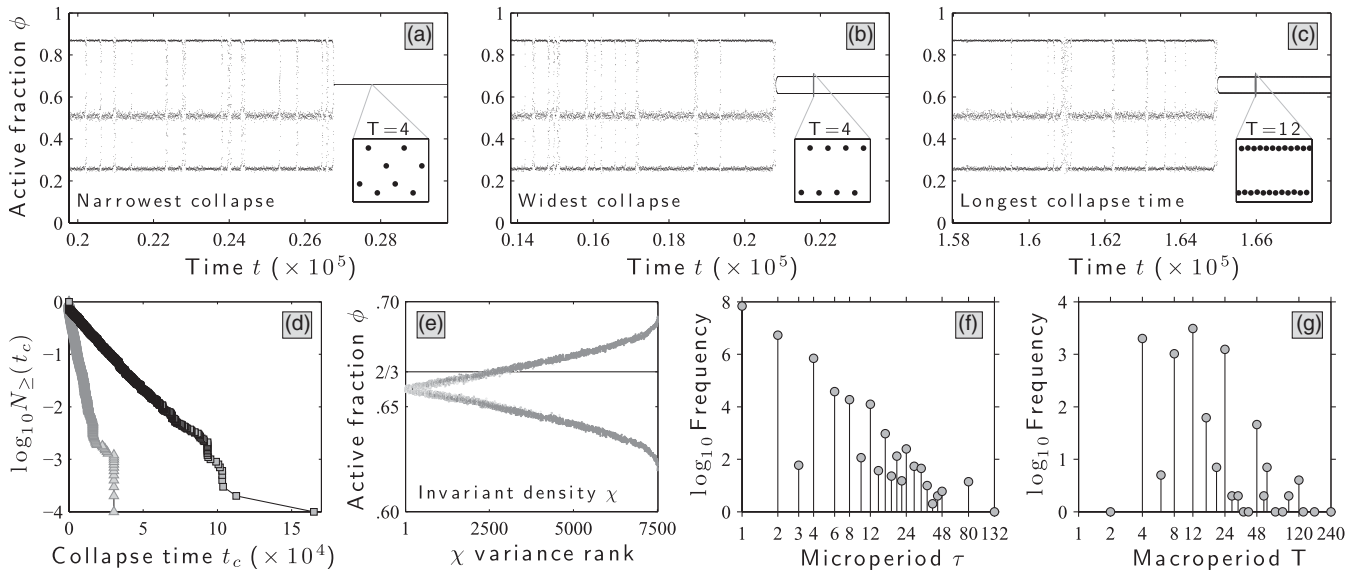 Active fraction ϕ
1
0.8
0.6
0.4
0.2
0
(a)
T=4
Narrowest collapse
0.2
0.22
0.24
0.26
0.28
Time t (× 10⁵)
(b)
T=4
Widest collapse
0.14
0.16
0.18
0.2
0.22
Time t (× 10⁵)
(c)
T=12
Longest collapse time
1.58
1.6
1.62
1.64
1.66
Time t (× 10⁵)
log₁₀ N≥(t_c)
0
−1
−2
−3
−4
(d)
0
5
10
15
Collapse time t_c (× 10⁴)
Active fraction ϕ
.70
2/3
.65
.60
(e)
Invariant density χ
1
2500
5000
7500
χ variance rank
log₁₀ Frequency
8
6
4
2
0
(f)
1
2
3
4
6
8
12
24
48
80
132
Microperiod τ
log₁₀ Frequency
4
3
2
1
0
(g)
1
2
4
8
12
24
48
120
240
Macroperiod T